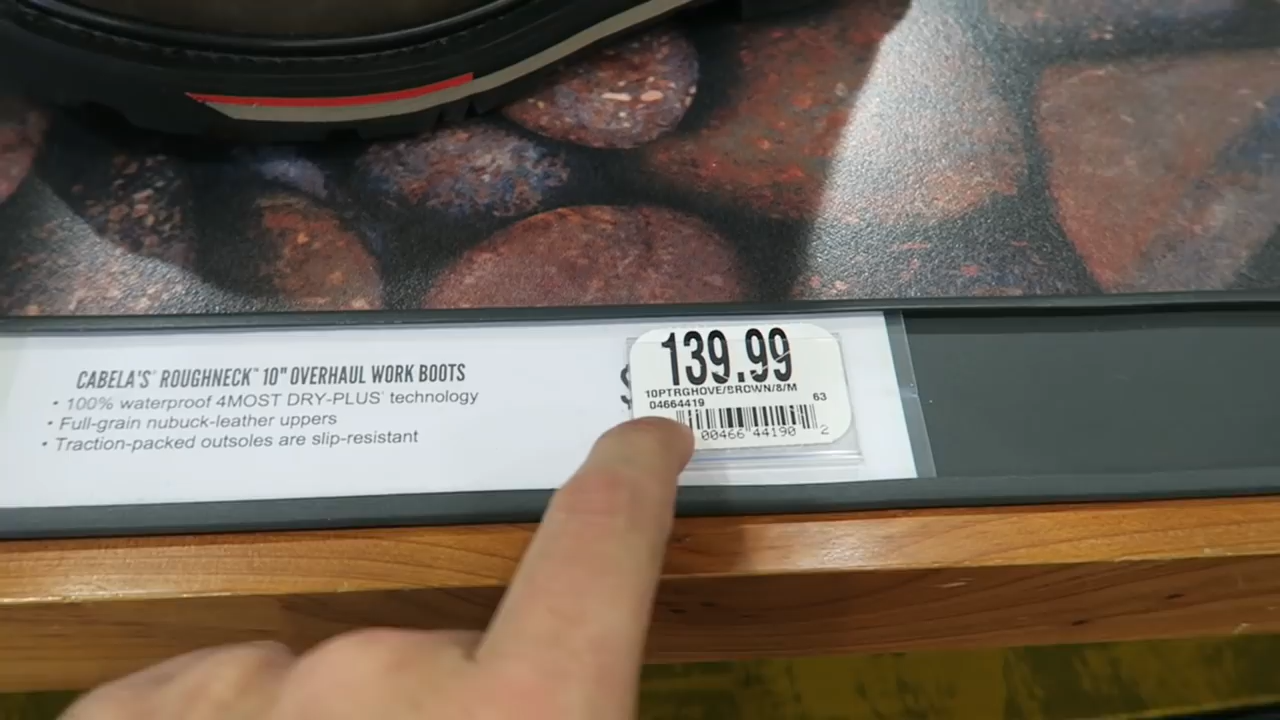 CABELA'S® ROUGHNECK™ 10" OVERHAUL WORK BOOTS
• 100% waterproof 4MOST DRY-PLUS® technology
• Full-grain nubuck-leather uppers
• Traction-packed outsoles are slip-resistant
$
139.99
10PTRGHOVE/BROWN/8/M
04664419 63
00466 44190 2